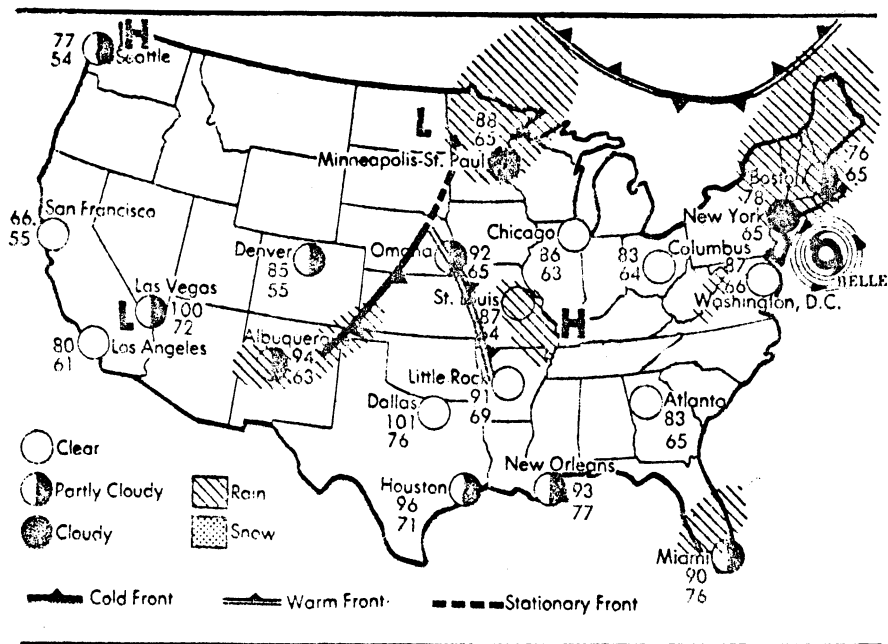 77
54
H
Seattle
L
88
65
Minneapolis-St. Paul
76
65
Boston
78
New York
65
BELLE
San Francisco
66
55
Denver
85
55
Omaha
92
65
Chicago
86
63
83
64
Columbus
87
66
Washington, D.C.
Las Vegas
100
72
L
St. Louis
87
64
H
80
61
Los Angeles
Albuquerq
94
63
Little Rock
91
69
Dallas
101
76
Atlanta
83
65
New Orleans
93
77
Houston
96
71
Miami
90
76
Clear
Partly Cloudy
Cloudy
Rain
Snow
Cold Front
Warm Front
Stationary Front